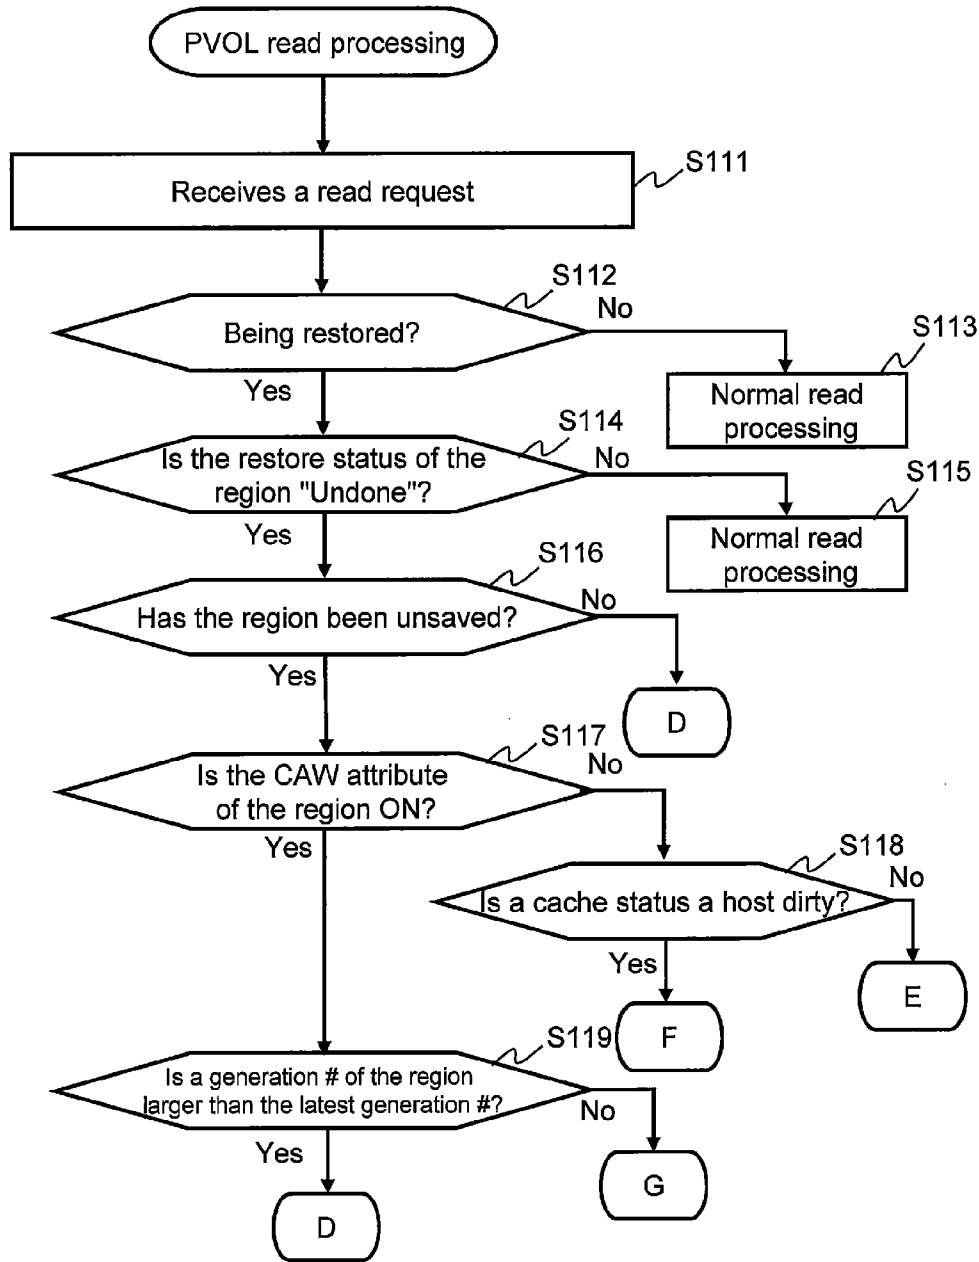 PVOL read processing
S111
Receives a read request
S112
Being restored?
No
S113
Yes
Normal read
processing
S114
Is the restore status of the
region "Undone"?
No
S115
Yes
Normal read
processing
S116
Has the region been unsaved?
No
Yes
D
S117
Is the CAW attribute
of the region ON?
No
Yes
S118
Is a cache status a host dirty?
No
Yes
E
F
S119
Is a generation # of the region
larger than the latest generation #?
No
Yes
G
D